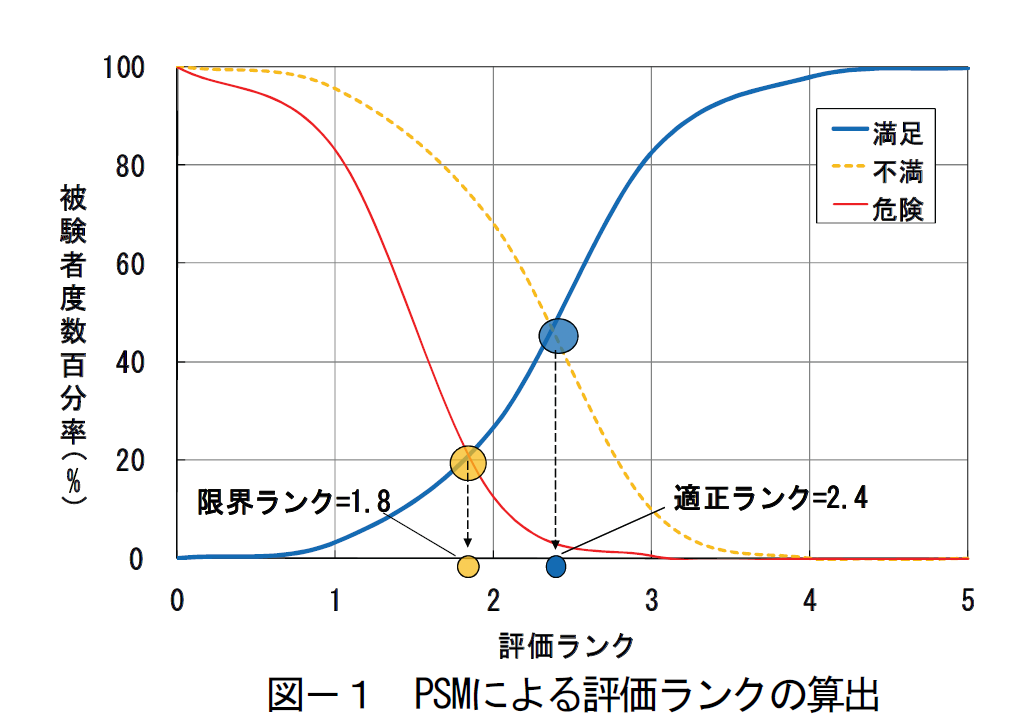 100
80
60
40
20
0
被験者度数百分率(%)
満足
不満
危険
限界ランク=1.8
適正ランク=2.4
0 1 2 3 4 5
評価ランク
図－1　PSMによる評価ランクの算出